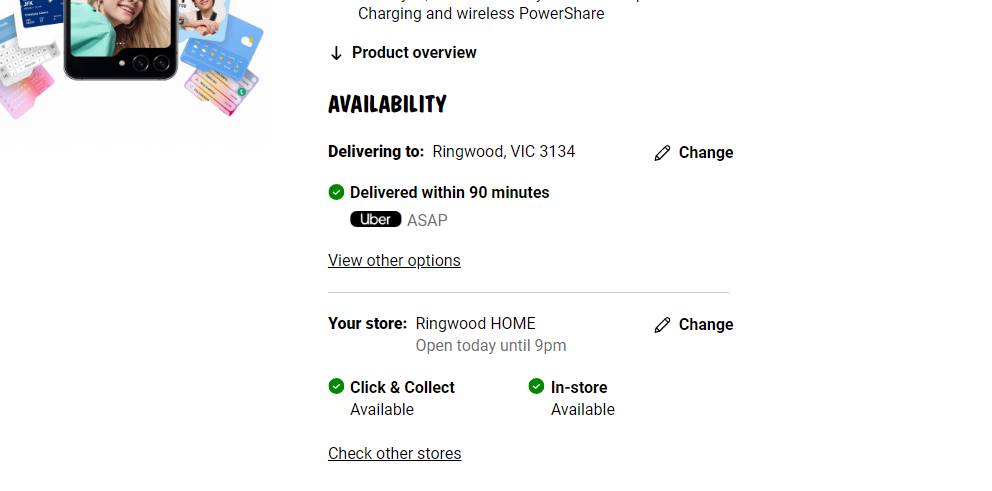 JFK
Charging and wireless PowerShare
Product overview
AVAILABILITY
Delivering to: Ringwood, VIC 3134
Change
Delivered within 90 minutes
Uber ASAP
View other options
Your store: Ringwood HOME
Change
Open today until 9pm
Click & Collect
In-store
Available
Available
Check other stores